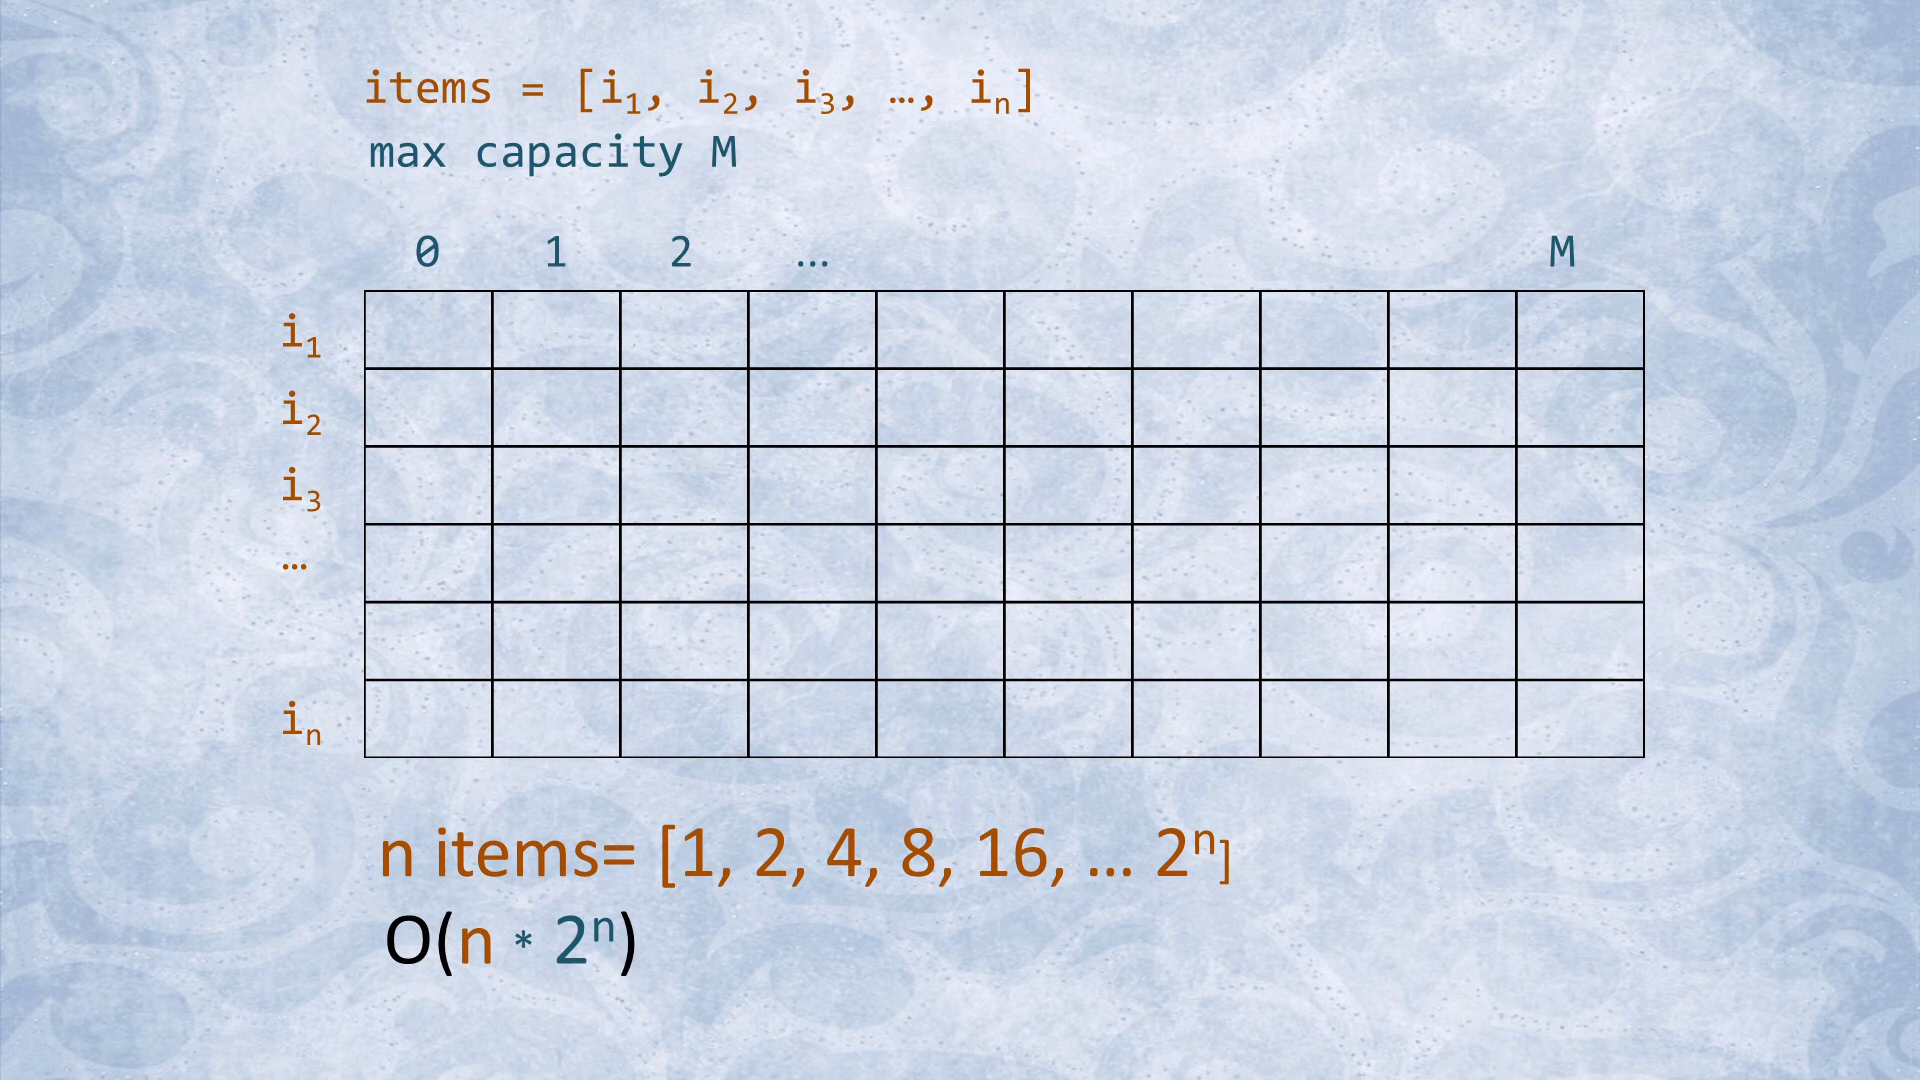 items = [i₁, i₂, i₃, …, iₙ]
max capacity M
0 1 2 … M
i₁
i₂
i₃
…
iₙ
n items= [1, 2, 4, 8, 16, … 2ⁿ]
O(n * 2ⁿ)